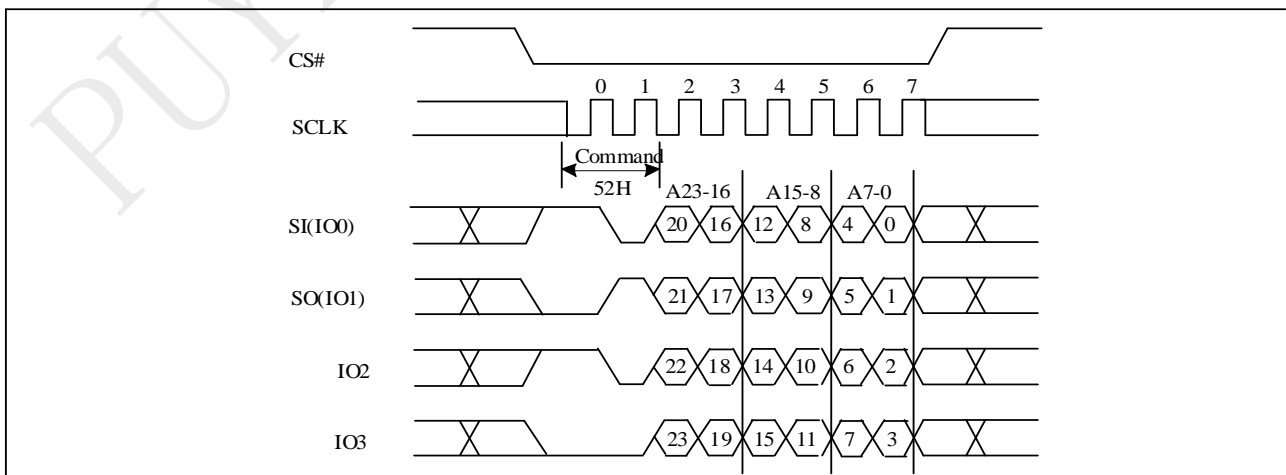 PUY
CS#
0 1 2 3 4 5 6 7
SCLK
Command
52H A23-16 A15-8 A7-0
SI(IO0) 20 16 12 8 4 0
SO(IO1) 21 17 13 9 5 1
IO2 22 18 14 10 6 2
IO3 23 19 15 11 7 3